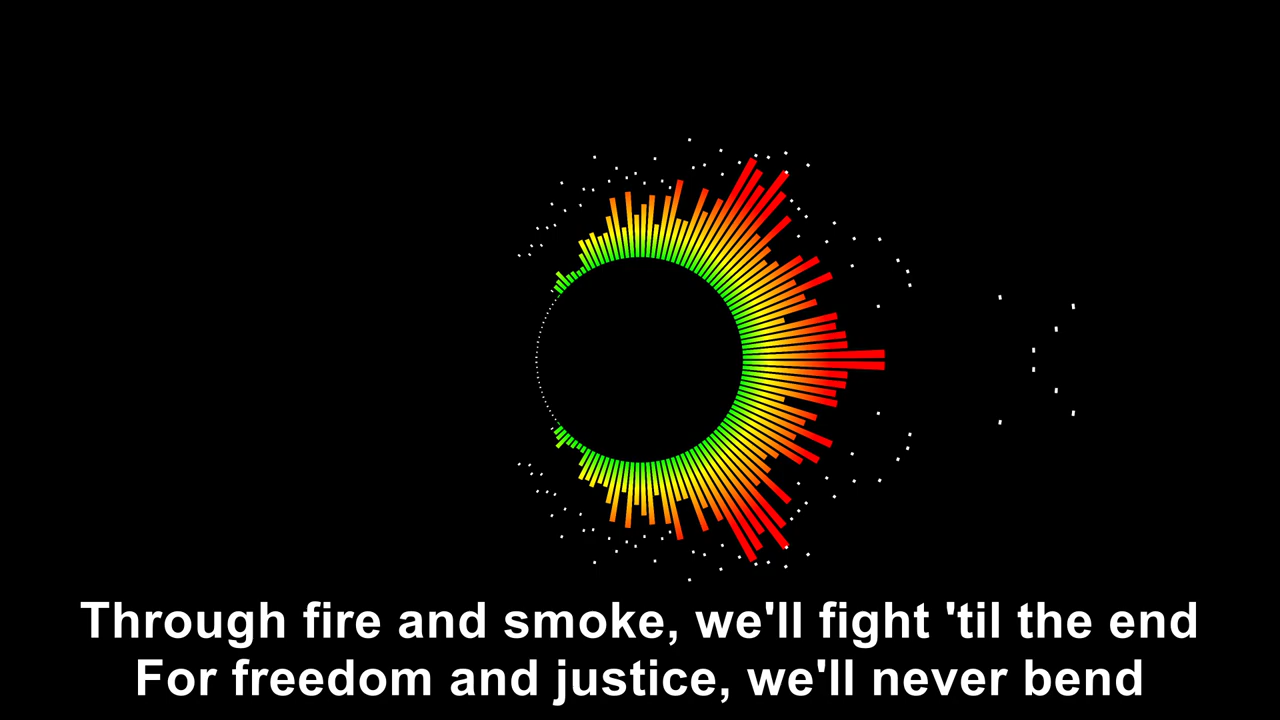 Through fire and smoke, we'll fight 'til the end
For freedom and justice, we'll never bend